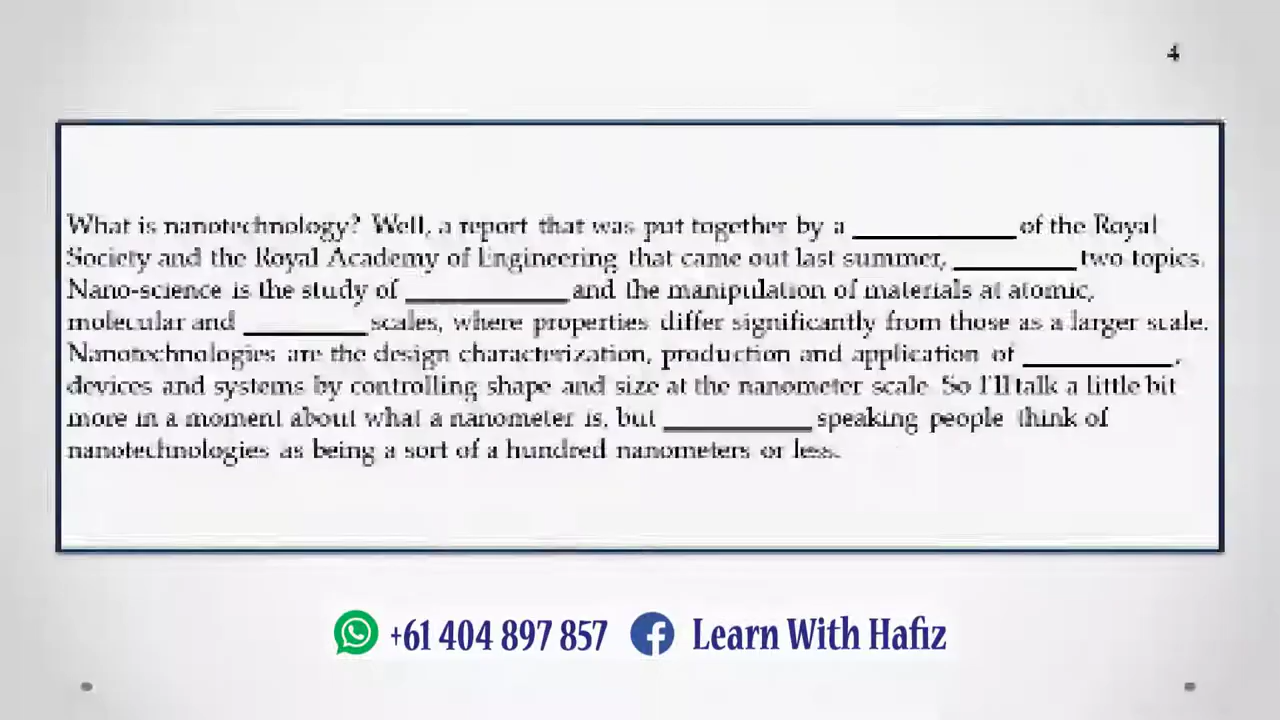 4
What is nanotechnology? Well, a report that was put together by a ____________ of the Royal
Society and the Royal Academy of Engineering that came out last summer, _________ two topics.
Nano-science is the study of ____________ and the manipulation of materials at atomic,
molecular and _________ scales, where properties differ significantly from those as a larger scale.
Nanotechnologies are the design characterization, production and application of ___________,
devices and systems by controlling shape and size at the nanometer scale. So I'll talk a little bit
more in a moment about what a nanometer is, but ___________ speaking people think of
nanotechnologies as being a sort of a hundred nanometers or less.
+61 404 897 857 Learn With Hafiz